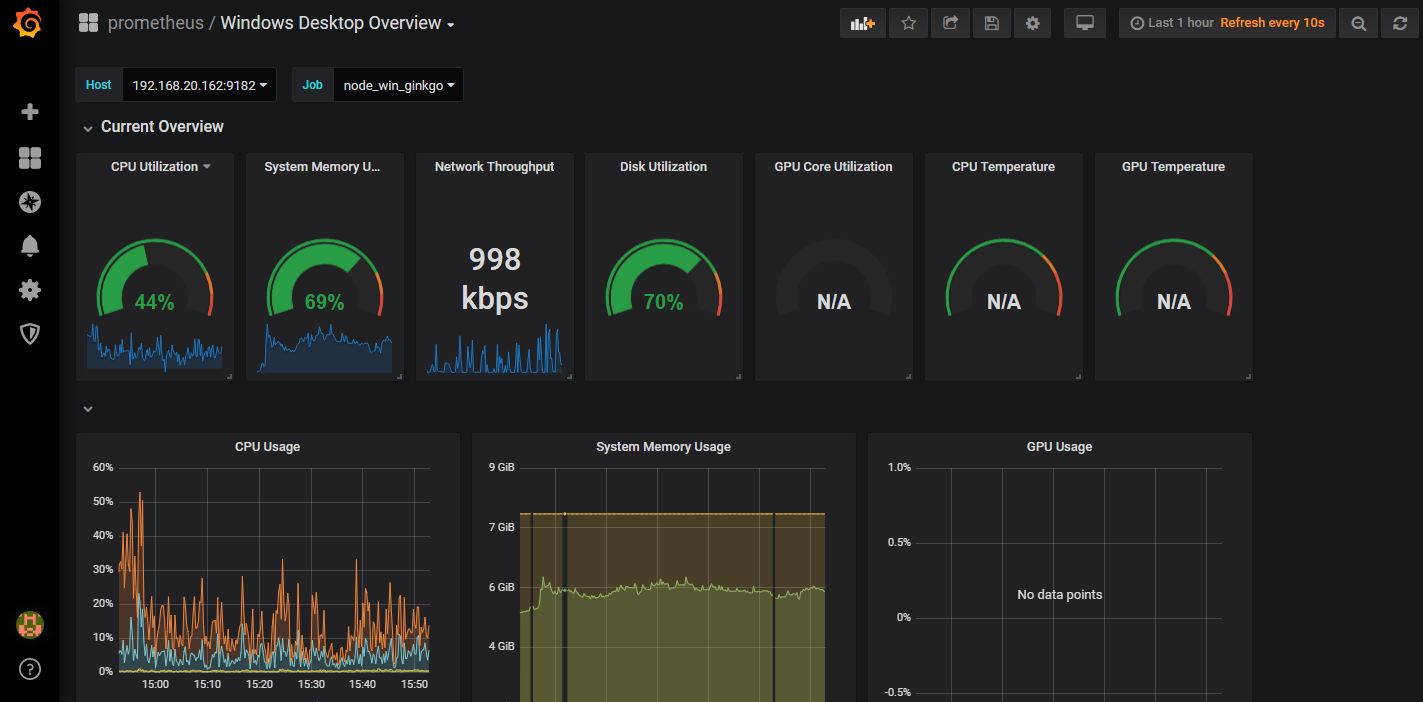 prometheus / Windows Desktop Overview
Last 1 hour Refresh every 10s
Host 192.168.20.162:9182 Job node_win_ginkgo
Current Overview
CPU Utilization
44%
System Memory U...
69%
Network Throughput
998
kbps
Disk Utilization
70%
GPU Core Utilization
N/A
CPU Temperature
N/A
GPU Temperature
N/A
CPU Usage
60%
50%
40%
30%
20%
10%
0%
15:00 15:10 15:20 15:30 15:40 15:50
System Memory Usage
9 GiB
7 GiB
6 GiB
4 GiB
GPU Usage
1.0%
0.5%
No data points
0%
-0.5%